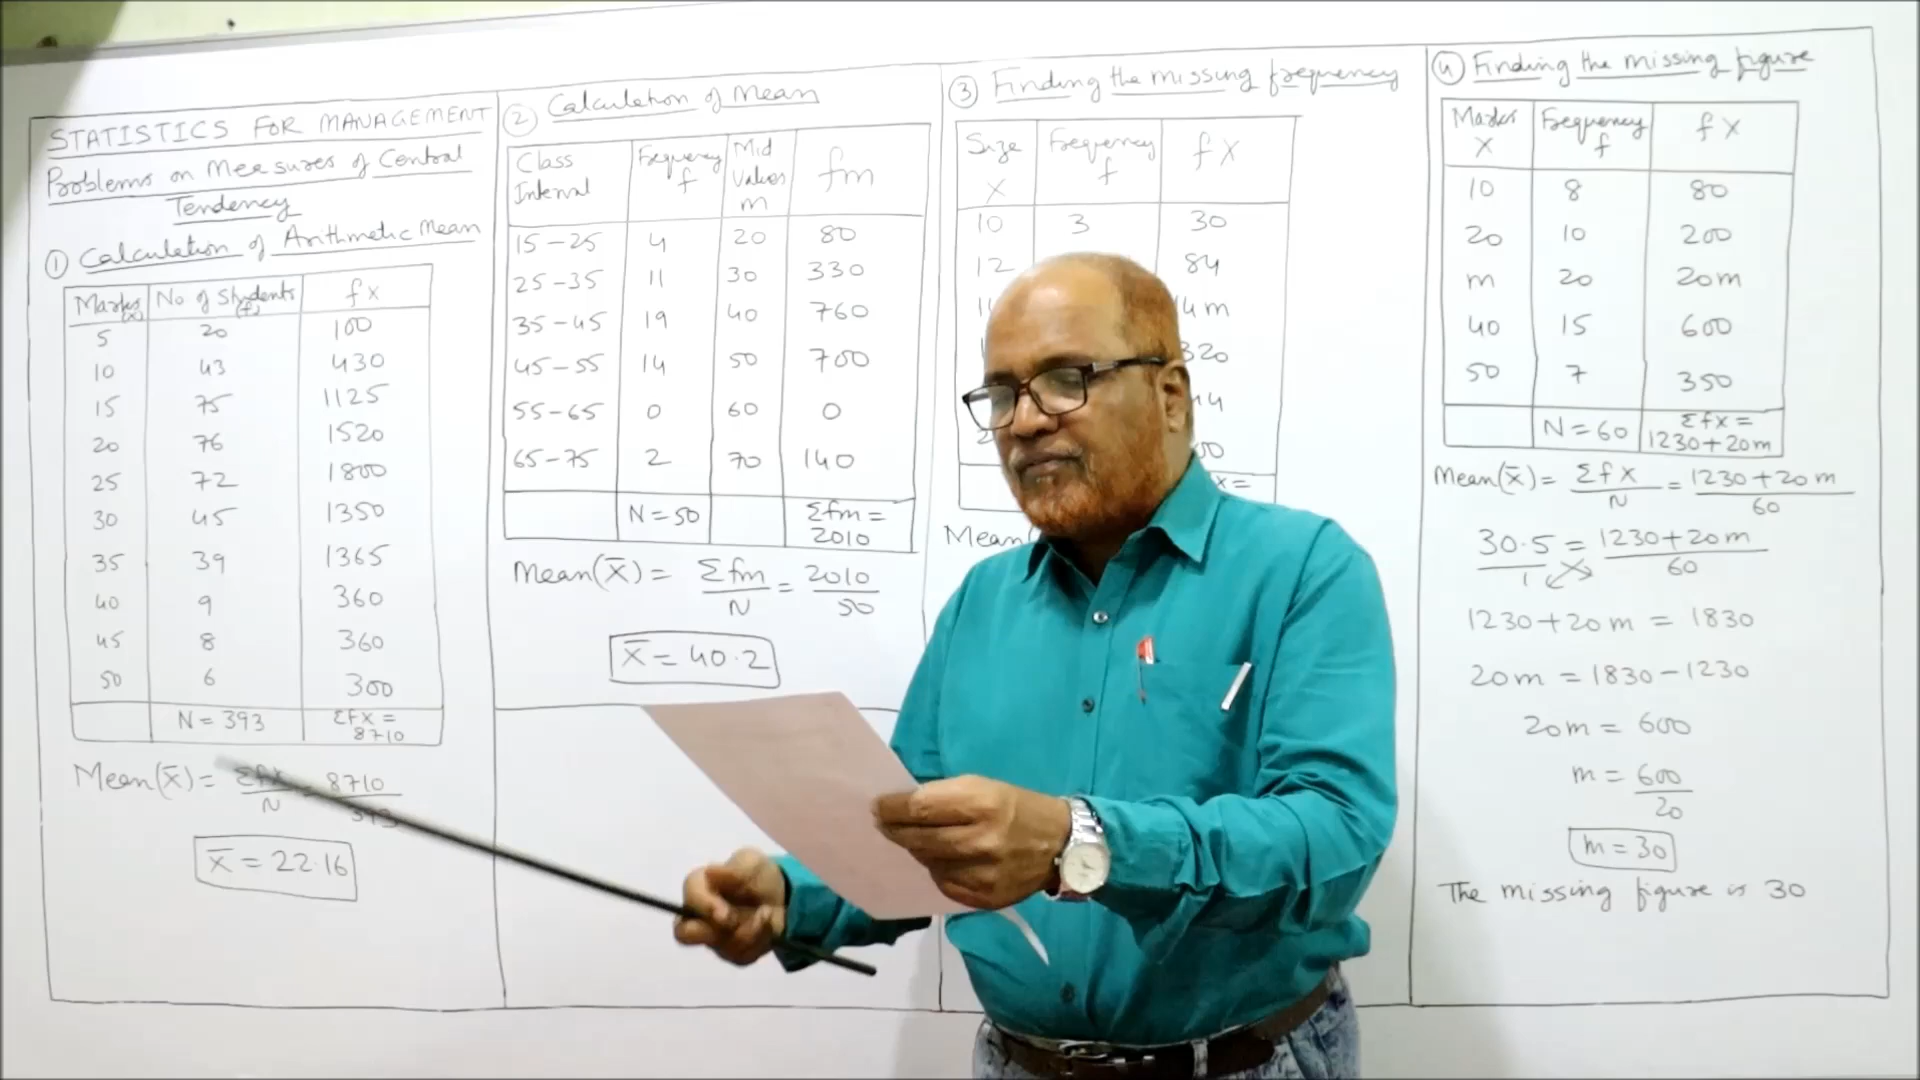 STATISTICS FOR MANAGEMENT
Problems on Measures of Central
Tendency
① Calculation of Arithmetic Mean
Marks (x) No of Students (f) fx
5 20 100
10 43 430
15 75 1125
20 76 1520
25 72 1800
30 45 1350
35 39 1365
40 9 360
45 8 360
50 6 300
N = 393 Σfx = 8710
Mean(x̄) = Σfx / N = 8710 / 393
x̄ = 22.16
② Calculation of Mean
Class Interval Frequency f Mid Values m fm
15-25 4 20 80
25-35 11 30 330
35-45 19 40 760
45-55 14 50 700
55-65 0 60 0
65-75 2 70 140
N = 50 Σfm = 2010
Mean(x̄) = Σfm / N = 2010 / 50
x̄ = 40.2
③ Finding the missing frequency
Size X Frequency f fX
10 3 30
12 84
4m
320
Mean
④ Finding the missing figure
Marks X Frequency f fX
10 8 80
20 10 200
m 20 20m
40 15 600
50 7 350
N = 60 Σfx = 1230+20m
Mean(x̄) = ΣfX / N = 1230+20m / 60
30.5 / 1 = 1230+20m / 60
1230+20m = 1830
20m = 1830-1230
20m = 600
m = 600 / 20
m = 30
The missing figure is 30